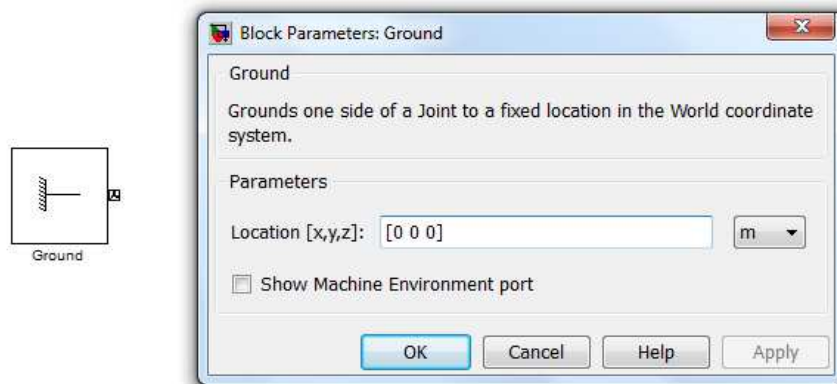 Block Parameters: Ground
Ground
Grounds one side of a Joint to a fixed location in the World coordinate
system.
Parameters
Location [x,y,z]: [0 0 0] m
Show Machine Environment port
OK Cancel Help Apply
Ground